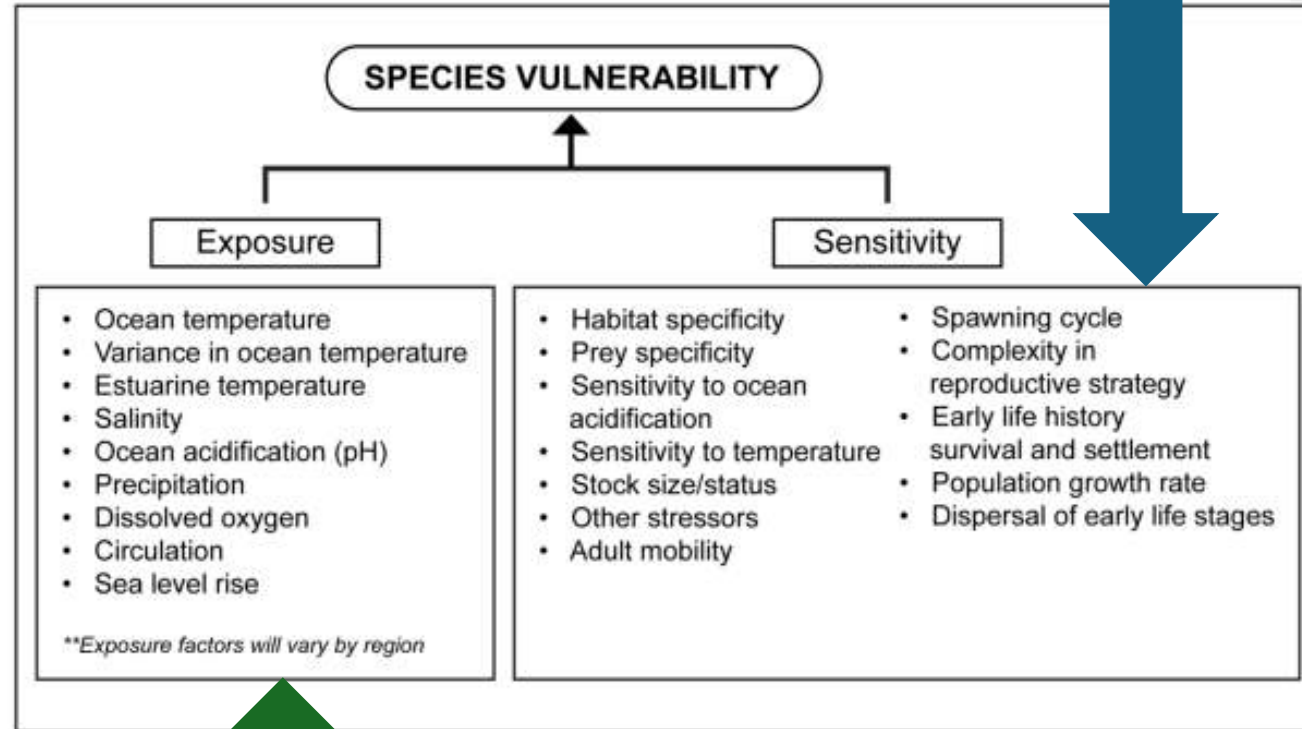 SPECIES VULNERABILITY
Exposure
• Ocean temperature
• Variance in ocean temperature
• Estuarine temperature
• Salinity
• Ocean acidification (pH)
• Precipitation
• Dissolved oxygen
• Circulation
• Sea level rise
**Exposure factors will vary by region
Sensitivity
• Habitat specificity
• Prey specificity
• Sensitivity to ocean
acidification
• Sensitivity to temperature
• Stock size/status
• Other stressors
• Adult mobility
• Spawning cycle
• Complexity in
reproductive strategy
• Early life history
survival and settlement
• Population growth rate
• Dispersal of early life stages